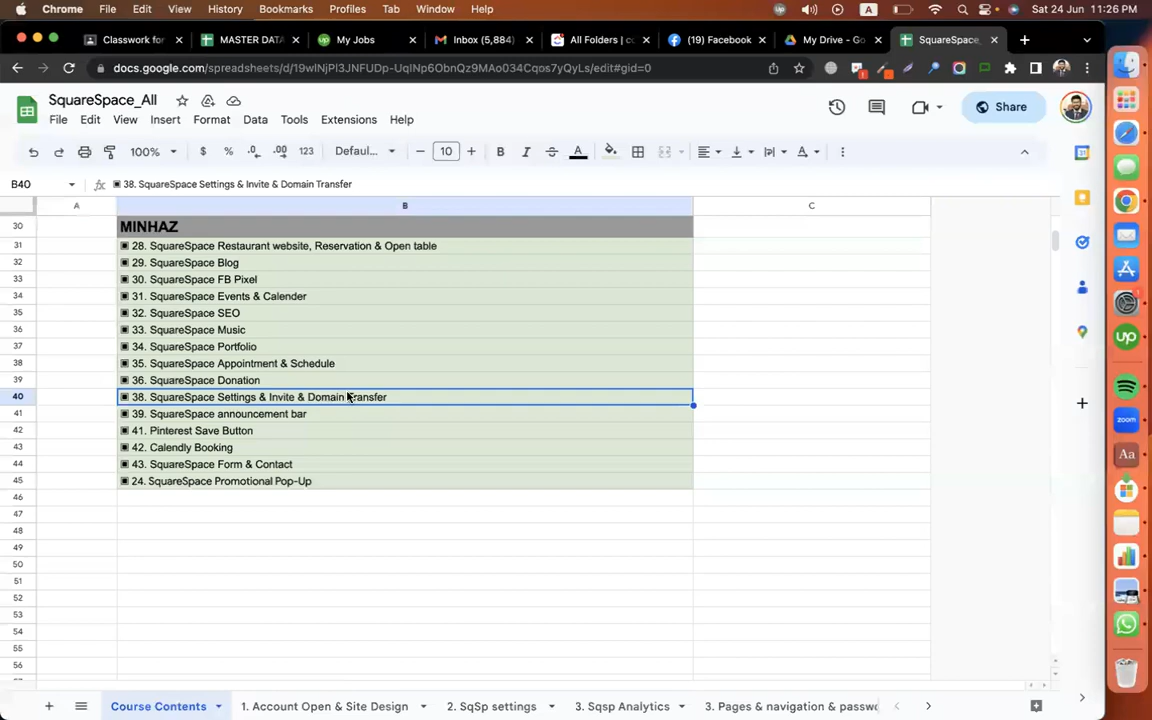 Chrome File Edit View History Bookmarks Profiles Tab Window Help A Sat 24 Jun 11:26 PM
Classwork for MASTER DATA My Jobs Inbox (5,884) All Folders | c (19) Facebook My Drive - Go SquareSpace_
docs.google.com/spreadsheets/d/19wINjPl3JNFUDp-UqINp6ObnQz9MAo034Cqos7yQyLs/edit#gid=0
SquareSpace_All
File Edit View Insert Format Data Tools Extensions Help
Share
100% $ % .0 .00 123 Defaul... − 10 + B I A
B40 fx ▣ 38. SquareSpace Settings & Invite & Domain Transfer
A B C
30 MINHAZ
31 ▣ 28. SquareSpace Restaurant website, Reservation & Open table
32 ▣ 29. SquareSpace Blog
33 ▣ 30. SquareSpace FB Pixel
34 ▣ 31. SquareSpace Events & Calender
35 ▣ 32. SquareSpace SEO
36 ▣ 33. SquareSpace Music
37 ▣ 34. SquareSpace Portfolio
38 ▣ 35. SquareSpace Appointment & Schedule
39 ▣ 36. SquareSpace Donation
40 ▣ 38. SquareSpace Settings & Invite & Domain Transfer
41 ▣ 39. SquareSpace announcement bar
42 ▣ 41. Pinterest Save Button
43 ▣ 42. Calendly Booking
44 ▣ 43. SquareSpace Form & Contact
45 ▣ 24. SquareSpace Promotional Pop-Up
46
47
48
49
50
51
52
53
54
55
56
Course Contents 1. Account Open & Site Design 2. SqSp settings 3. Sqsp Analytics 3. Pages & navigation & passw